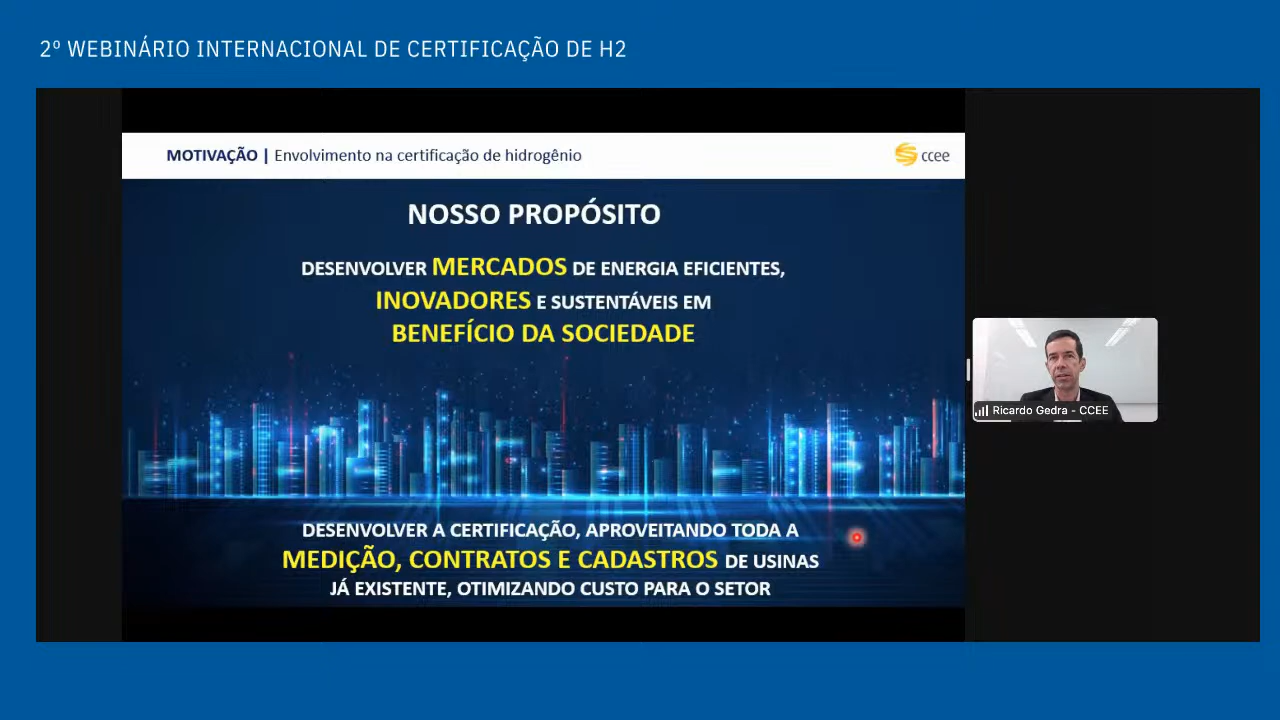 2º WEBINÁRIO INTERNACIONAL DE CERTIFICAÇÃO DE H2
MOTIVAÇÃO | Envolvimento na certificação de hidrogênio
ccee
NOSSO PROPÓSITO
DESENVOLVER MERCADOS DE ENERGIA EFICIENTES,
INOVADORES E SUSTENTÁVEIS EM
BENEFÍCIO DA SOCIEDADE
Ricardo Gedra - CCEE
DESENVOLVER A CERTIFICAÇÃO, APROVEITANDO TODA A
MEDIÇÃO, CONTRATOS E CADASTROS DE USINAS
JÁ EXISTENTE, OTIMIZANDO CUSTO PARA O SETOR